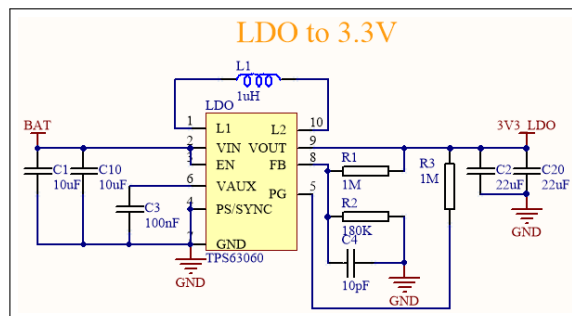 LDO to 3.3V
L1
1uH
LDO
BAT
1 L1
L2 10
2 VIN
VOUT 9
3 EN
FB 8
6 VAUX
PG 5
4 PS/SYNC
7 GND
TPS63060
C1
10uF
C10
10uF
C3
100nF
GND
R1
1M
R2
180K
C4
10pF
GND
R3
1M
3V3_LDO
C2
22uF
C20
22uF
GND